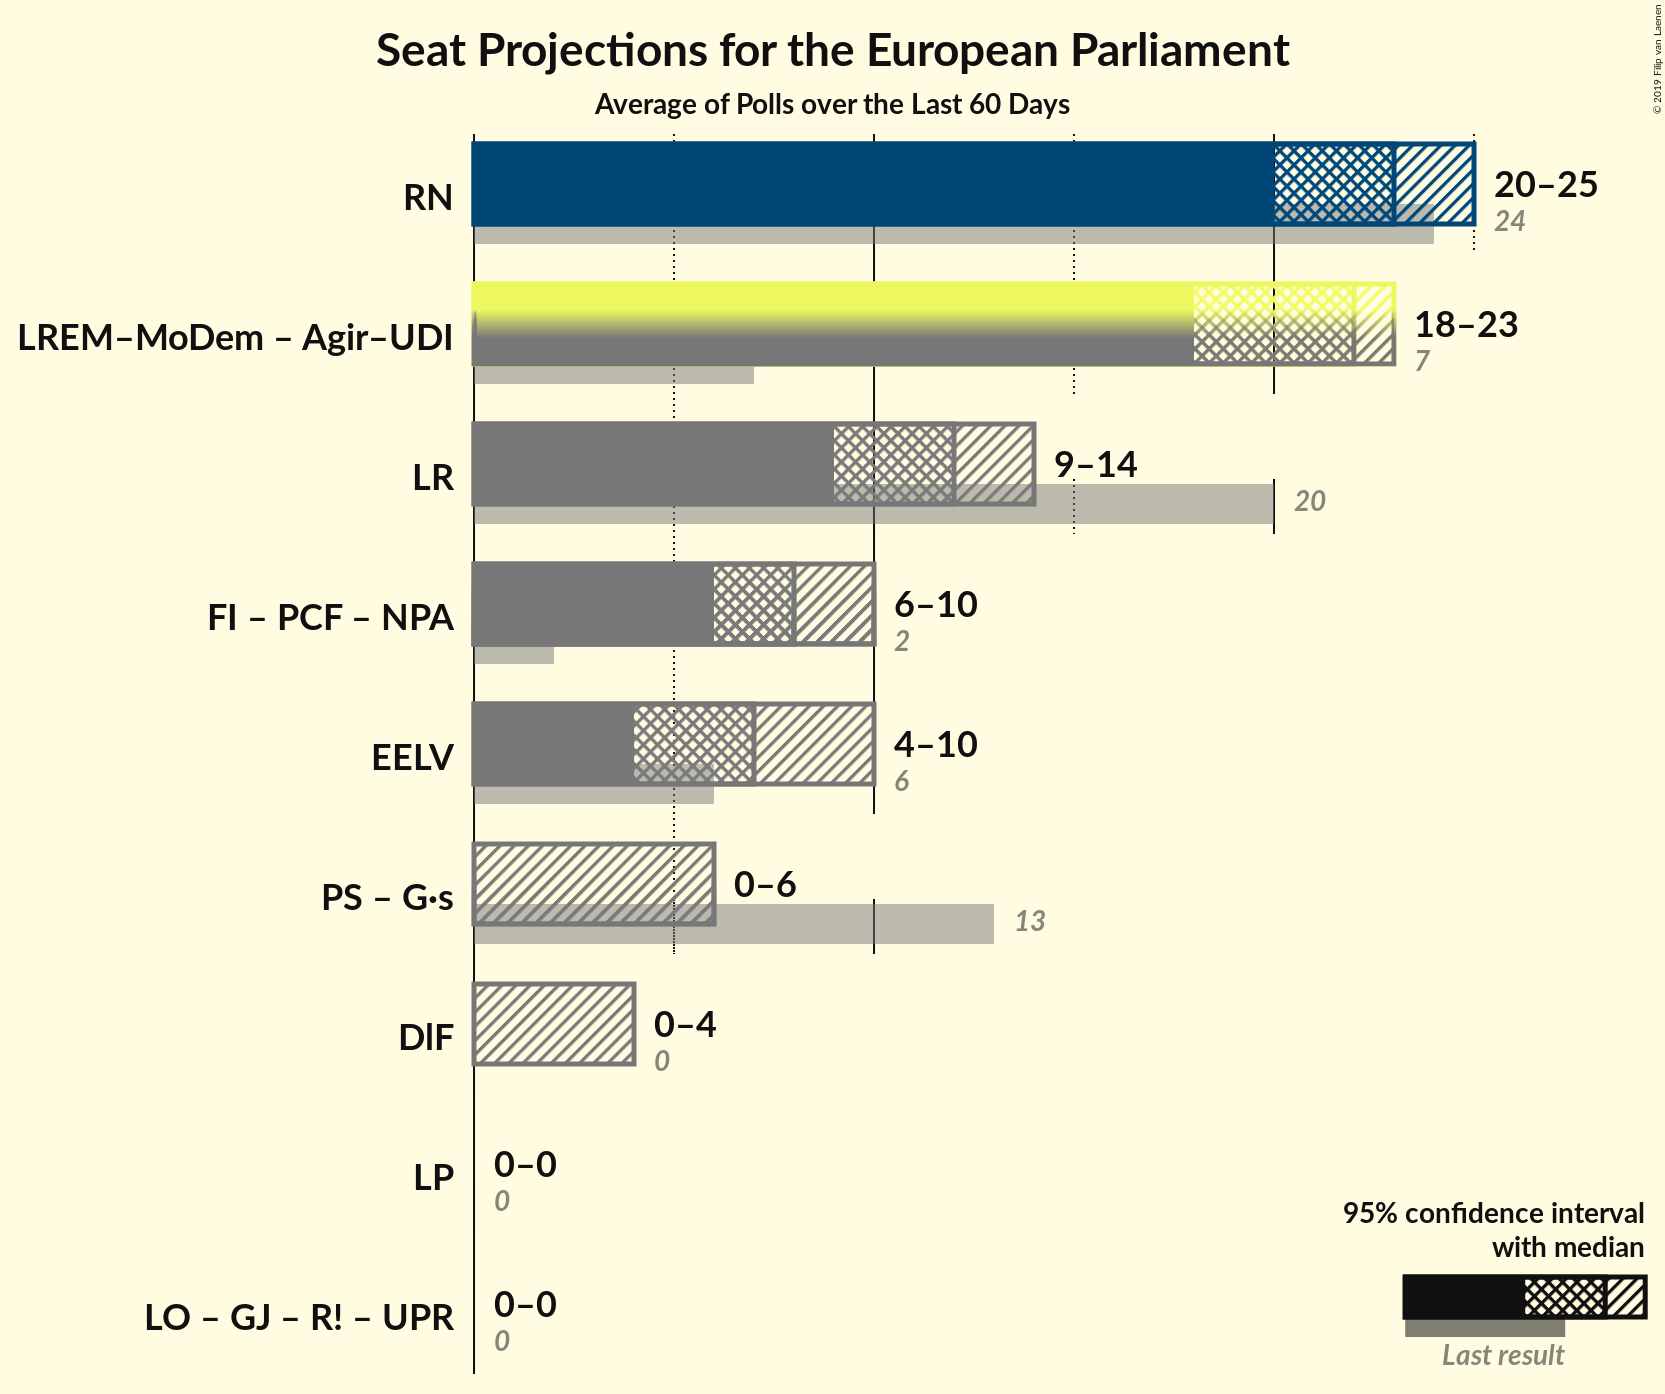 Seat Projections for the European Parliament
Average of Polls over the Last 60 Days
© 2019 Filip van Laenen
RN
20–25
24
LREM–MoDem – Agir–UDI
18–23
7
LR
9–14
20
FI – PCF – NPA
6–10
2
EELV
4–10
6
PS – G·s
0–6
13
DlF
0–4
0
LP
0–0
0
LO – GJ – R! – UPR
0–0
0
95% confidence interval
with median
Last result